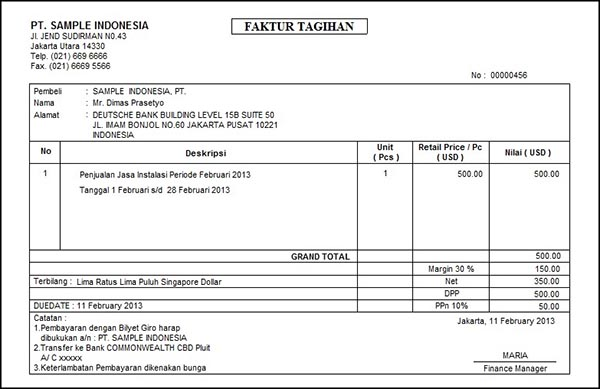 PT. SAMPLE INDONESIA
Jl. JEND SUDIRMAN N0.43
Jakarta Utara 14330
Telp. (021) 669 6666
Fax. (021) 6669 5566
FAKTUR TAGIHAN
No : 00000456
Pembeli : SAMPLE INDONESIA, PT.
Nama : Mr. Dimas Prasetyo
Alamat : DEUTSCHE BANK BUILDING LEVEL 15B SUITE 50
JL. IMAM BONJOL NO.60 JAKARTA PUSAT 10221
INDONESIA
No Deskripsi Unit ( Pcs ) Retail Price / Pc ( USD ) Nilai ( USD )
1 Penjualan Jasa Instalasi Periode Februari 2013 1 500.00 500.00
Tanggal 1 Februari s/d 28 Februari 2013
GRAND TOTAL 500.00
Margin 30 % 150.00
Terbilang : Lima Ratus Lima Puluh Singapore Dollar Net 350.00
DPP 500.00
DUEDATE : 11 February 2013 PPn 10% 50.00
Catatan :
1.Pembayaran dengan Bilyet Giro harap
dibukukan a/n : PT. SAMPLE INDONESIA
2.Transfer ke Bank COMMONWEALTH CBD Pluit
A/ C xxxxx
3.Keterlambatan Pembayaran dikenakan bunga
Jakarta, 11 February 2013
MARIA
Finance Manager